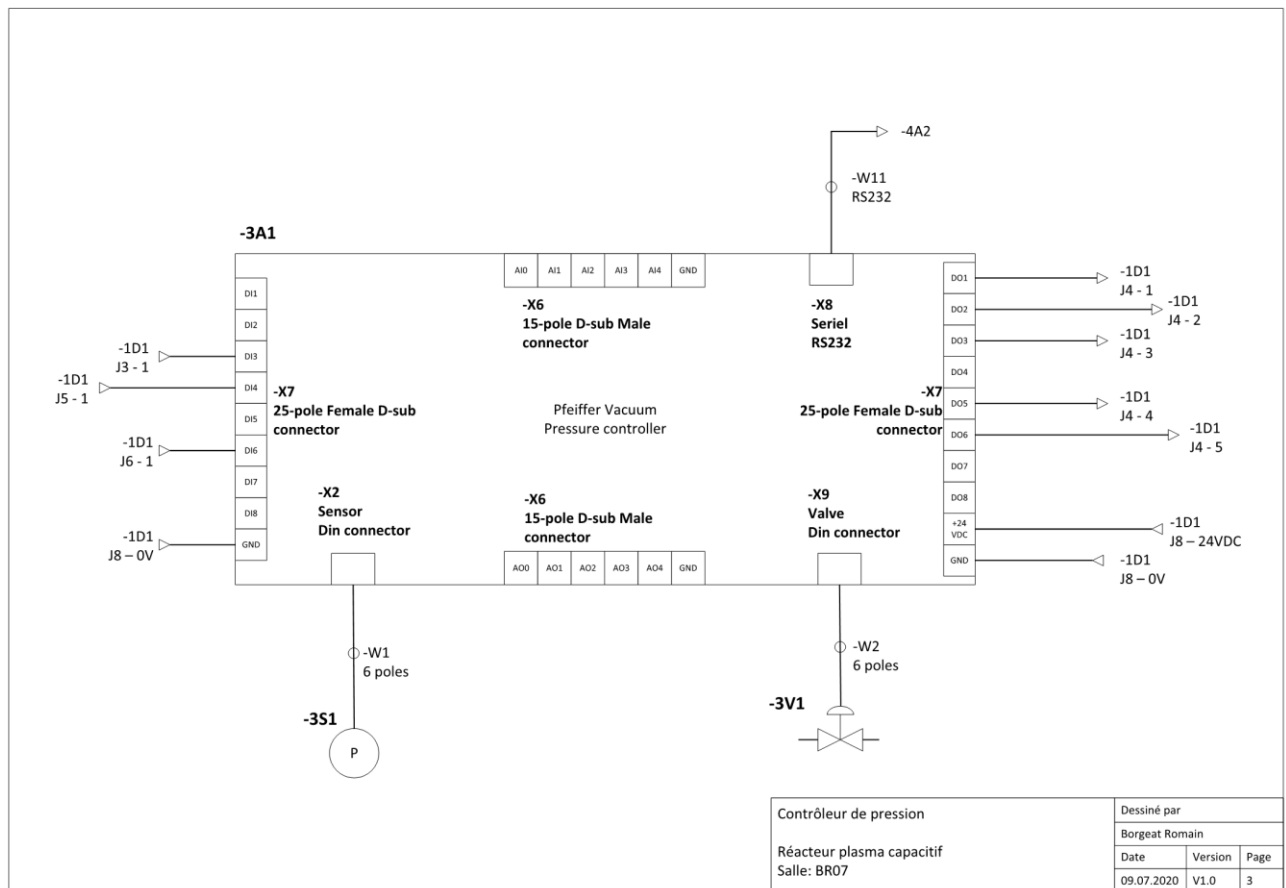 -4A2
-W11
RS232
-3A1
AI0 AI1 AI2 AI3 AI4 GND
-X6
15-pole D-sub Male
connector
-X8
Seriel
RS232
DI1
DI2
DI3
DI4
DI5
DI6
DI7
DI8
GND
-1D1
J3 - 1
-1D1
J5 - 1
-1D1
J6 - 1
-1D1
J8 – 0V
-X7
25-pole Female D-sub
connector
Pfeiffer Vacuum
Pressure controller
-X7
25-pole Female D-sub
connector
DO1
DO2
DO3
DO4
DO5
DO6
DO7
DO8
+24
VDC
GND
-1D1
J4 - 1
-1D1
J4 - 2
-1D1
J4 - 3
-1D1
J4 - 4
-1D1
J4 - 5
-1D1
J8 – 24VDC
-1D1
J8 – 0V
-X2
Sensor
Din connector
-X6
15-pole D-sub Male
connector
-X9
Valve
Din connector
AO0 AO1 AO2 AO3 AO4 GND
-W1
6 poles
-W2
6 poles
-3S1
P
-3V1
Contrôleur de pression
Réacteur plasma capacitif
Salle: BR07
Dessiné par
Borgeat Romain
Date Version Page
09.07.2020 V1.0 3